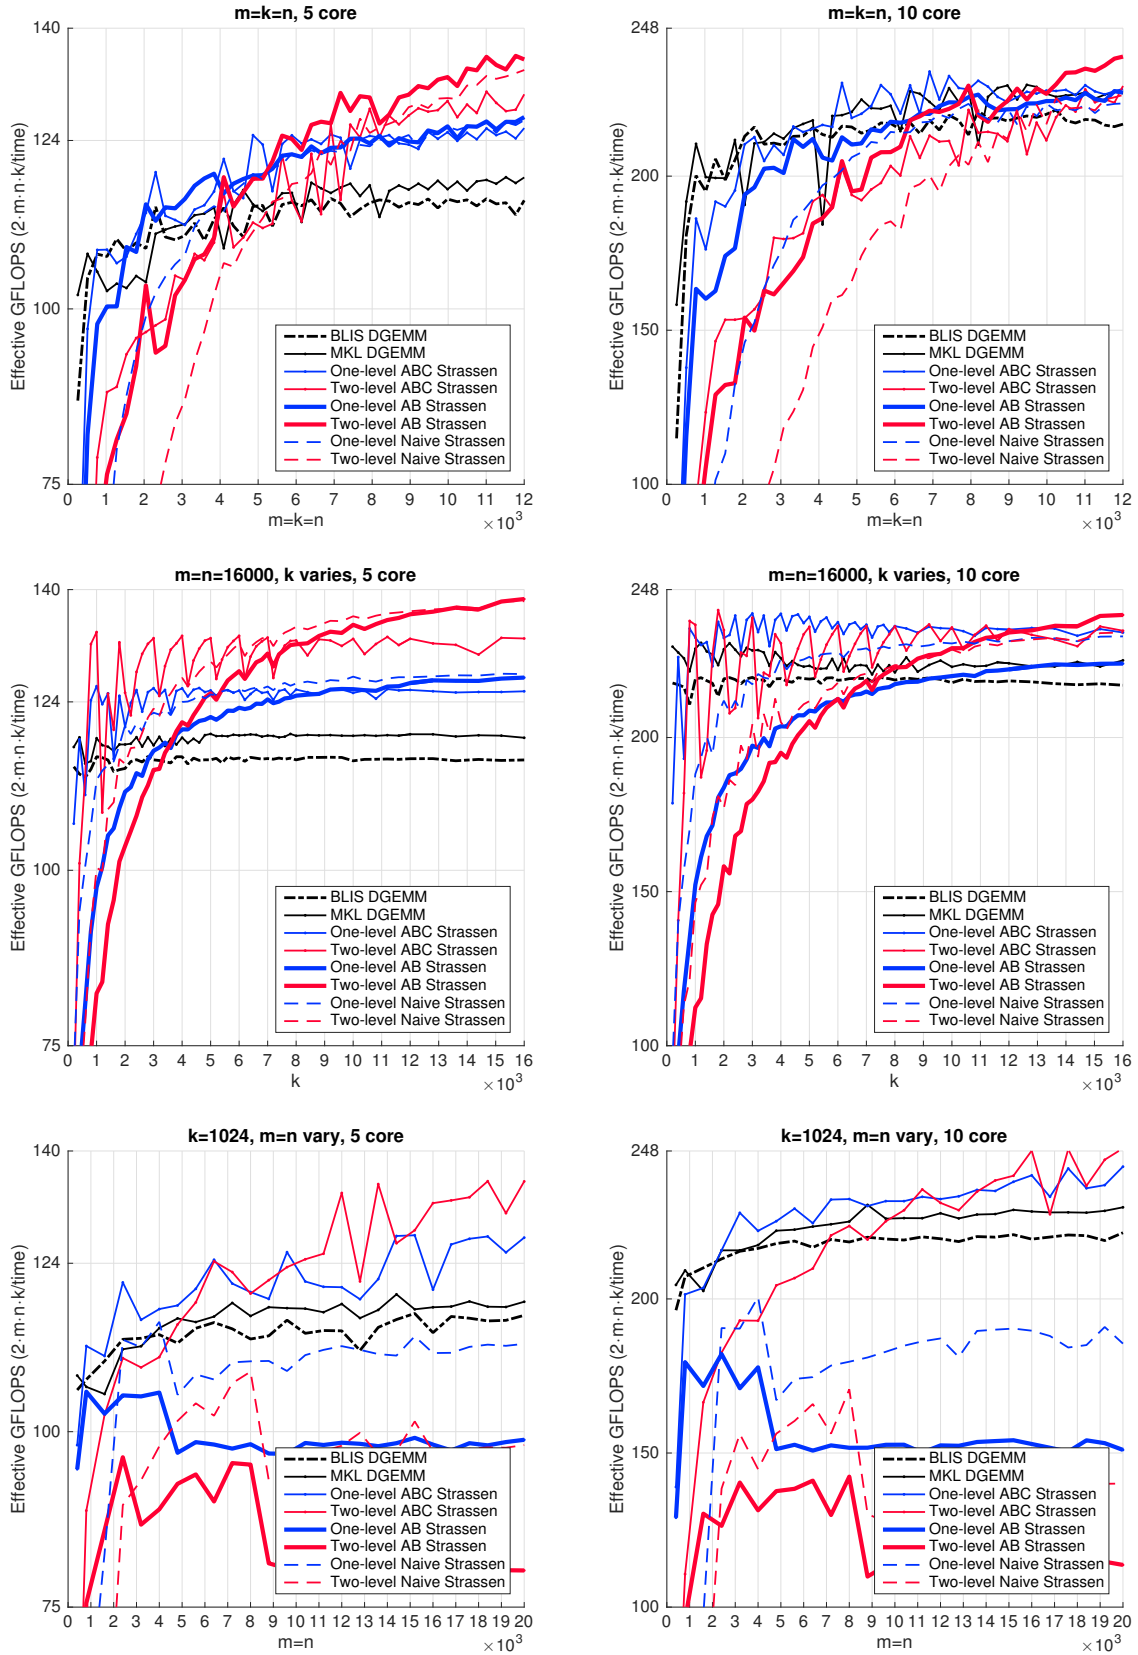 m=k=n, 5 core
140
124
100
75
Effective GFLOPS (2·m·n·k/time)
BLIS DGEMM
MKL DGEMM
One-level ABC Strassen
Two-level ABC Strassen
One-level AB Strassen
Two-level AB Strassen
One-level Naive Strassen
Two-level Naive Strassen
0 1 2 3 4 5 6 7 8 9 10 11 12
×10³
m=k=n
m=k=n, 10 core
248
200
150
100
Effective GFLOPS (2·m·n·k/time)
BLIS DGEMM
MKL DGEMM
One-level ABC Strassen
Two-level ABC Strassen
One-level AB Strassen
Two-level AB Strassen
One-level Naive Strassen
Two-level Naive Strassen
0 1 2 3 4 5 6 7 8 9 10 11 12
×10³
m=k=n
m=n=16000, k varies, 5 core
140
124
100
75
Effective GFLOPS (2·m·n·k/time)
BLIS DGEMM
MKL DGEMM
One-level ABC Strassen
Two-level ABC Strassen
One-level AB Strassen
Two-level AB Strassen
One-level Naive Strassen
Two-level Naive Strassen
0 1 2 3 4 5 6 7 8 9 10 11 12 13 14 15 16
×10³
k
m=n=16000, k varies, 10 core
248
200
150
100
Effective GFLOPS (2·m·n·k/time)
BLIS DGEMM
MKL DGEMM
One-level ABC Strassen
Two-level ABC Strassen
One-level AB Strassen
Two-level AB Strassen
One-level Naive Strassen
Two-level Naive Strassen
0 1 2 3 4 5 6 7 8 9 10 11 12 13 14 15 16
×10³
k
k=1024, m=n vary, 5 core
140
124
100
75
Effective GFLOPS (2·m·n·k/time)
BLIS DGEMM
MKL DGEMM
One-level ABC Strassen
Two-level ABC Strassen
One-level AB Strassen
Two-level AB Strassen
One-level Naive Strassen
Two-level Naive Strassen
0 1 2 3 4 5 6 7 8 9 10 11 12 13 14 15 16 17 18 19 20
×10³
m=n
k=1024, m=n vary, 10 core
248
200
150
100
Effective GFLOPS (2·m·n·k/time)
BLIS DGEMM
MKL DGEMM
One-level ABC Strassen
Two-level ABC Strassen
One-level AB Strassen
Two-level AB Strassen
One-level Naive Strassen
Two-level Naive Strassen
0 1 2 3 4 5 6 7 8 9 10 11 12 13 14 15 16 17 18 19 20
×10³
m=n